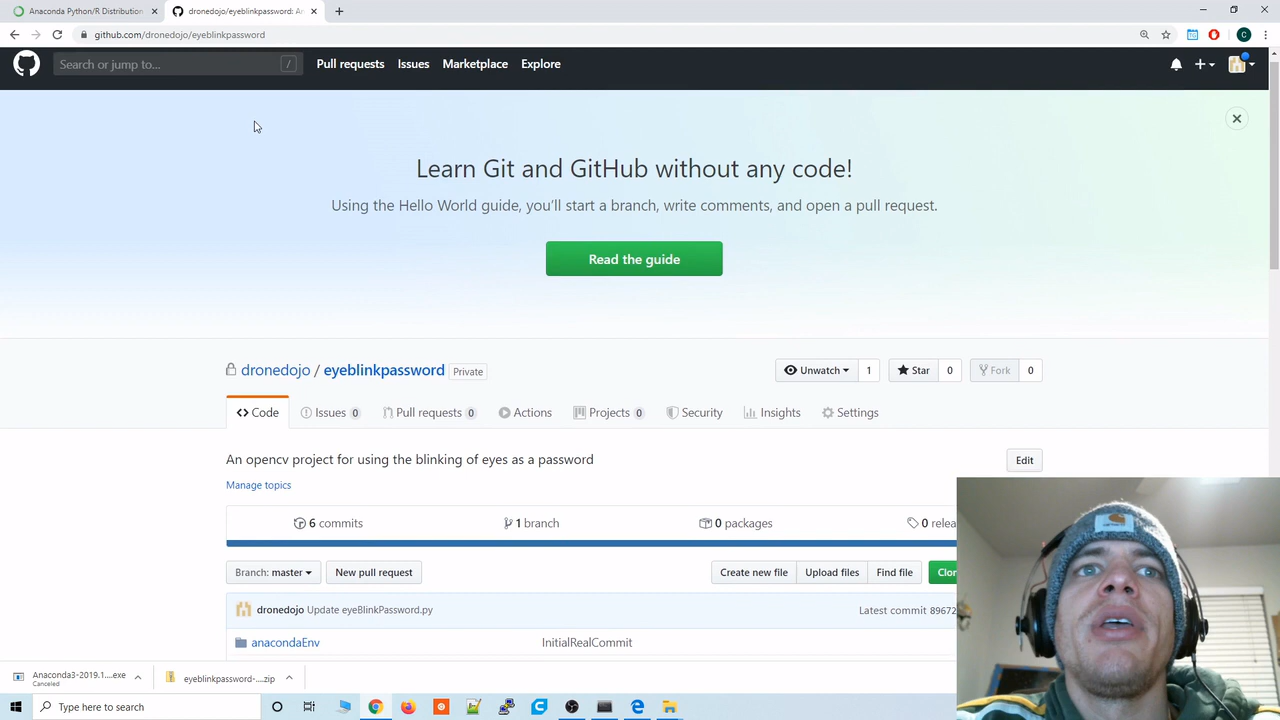 Anaconda Python/R Distribution
dronedojo/eyeblinkpassword: A
github.com/dronedojo/eyeblinkpassword
Search or jump to...
/
Pull requests
Issues
Marketplace
Explore
Learn Git and GitHub without any code!
Using the Hello World guide, you'll start a branch, write comments, and open a pull request.
Read the guide
dronedojo / eyeblinkpassword Private
Unwatch 1
Star 0
Fork 0
Code
Issues 0
Pull requests 0
Actions
Projects 0
Security
Insights
Settings
An opencv project for using the blinking of eyes as a password
Edit
Manage topics
6 commits
1 branch
0 packages
0 relea
Branch: master
New pull request
Create new file
Upload files
Find file
Clon
dronedojo Update eyeBlinkPassword.py
Latest commit 89672
anacondaEnv
InitialRealCommit
Anaconda3-2019.1....exe
Canceled
eyeblinkpassword-....zip
Type here to search